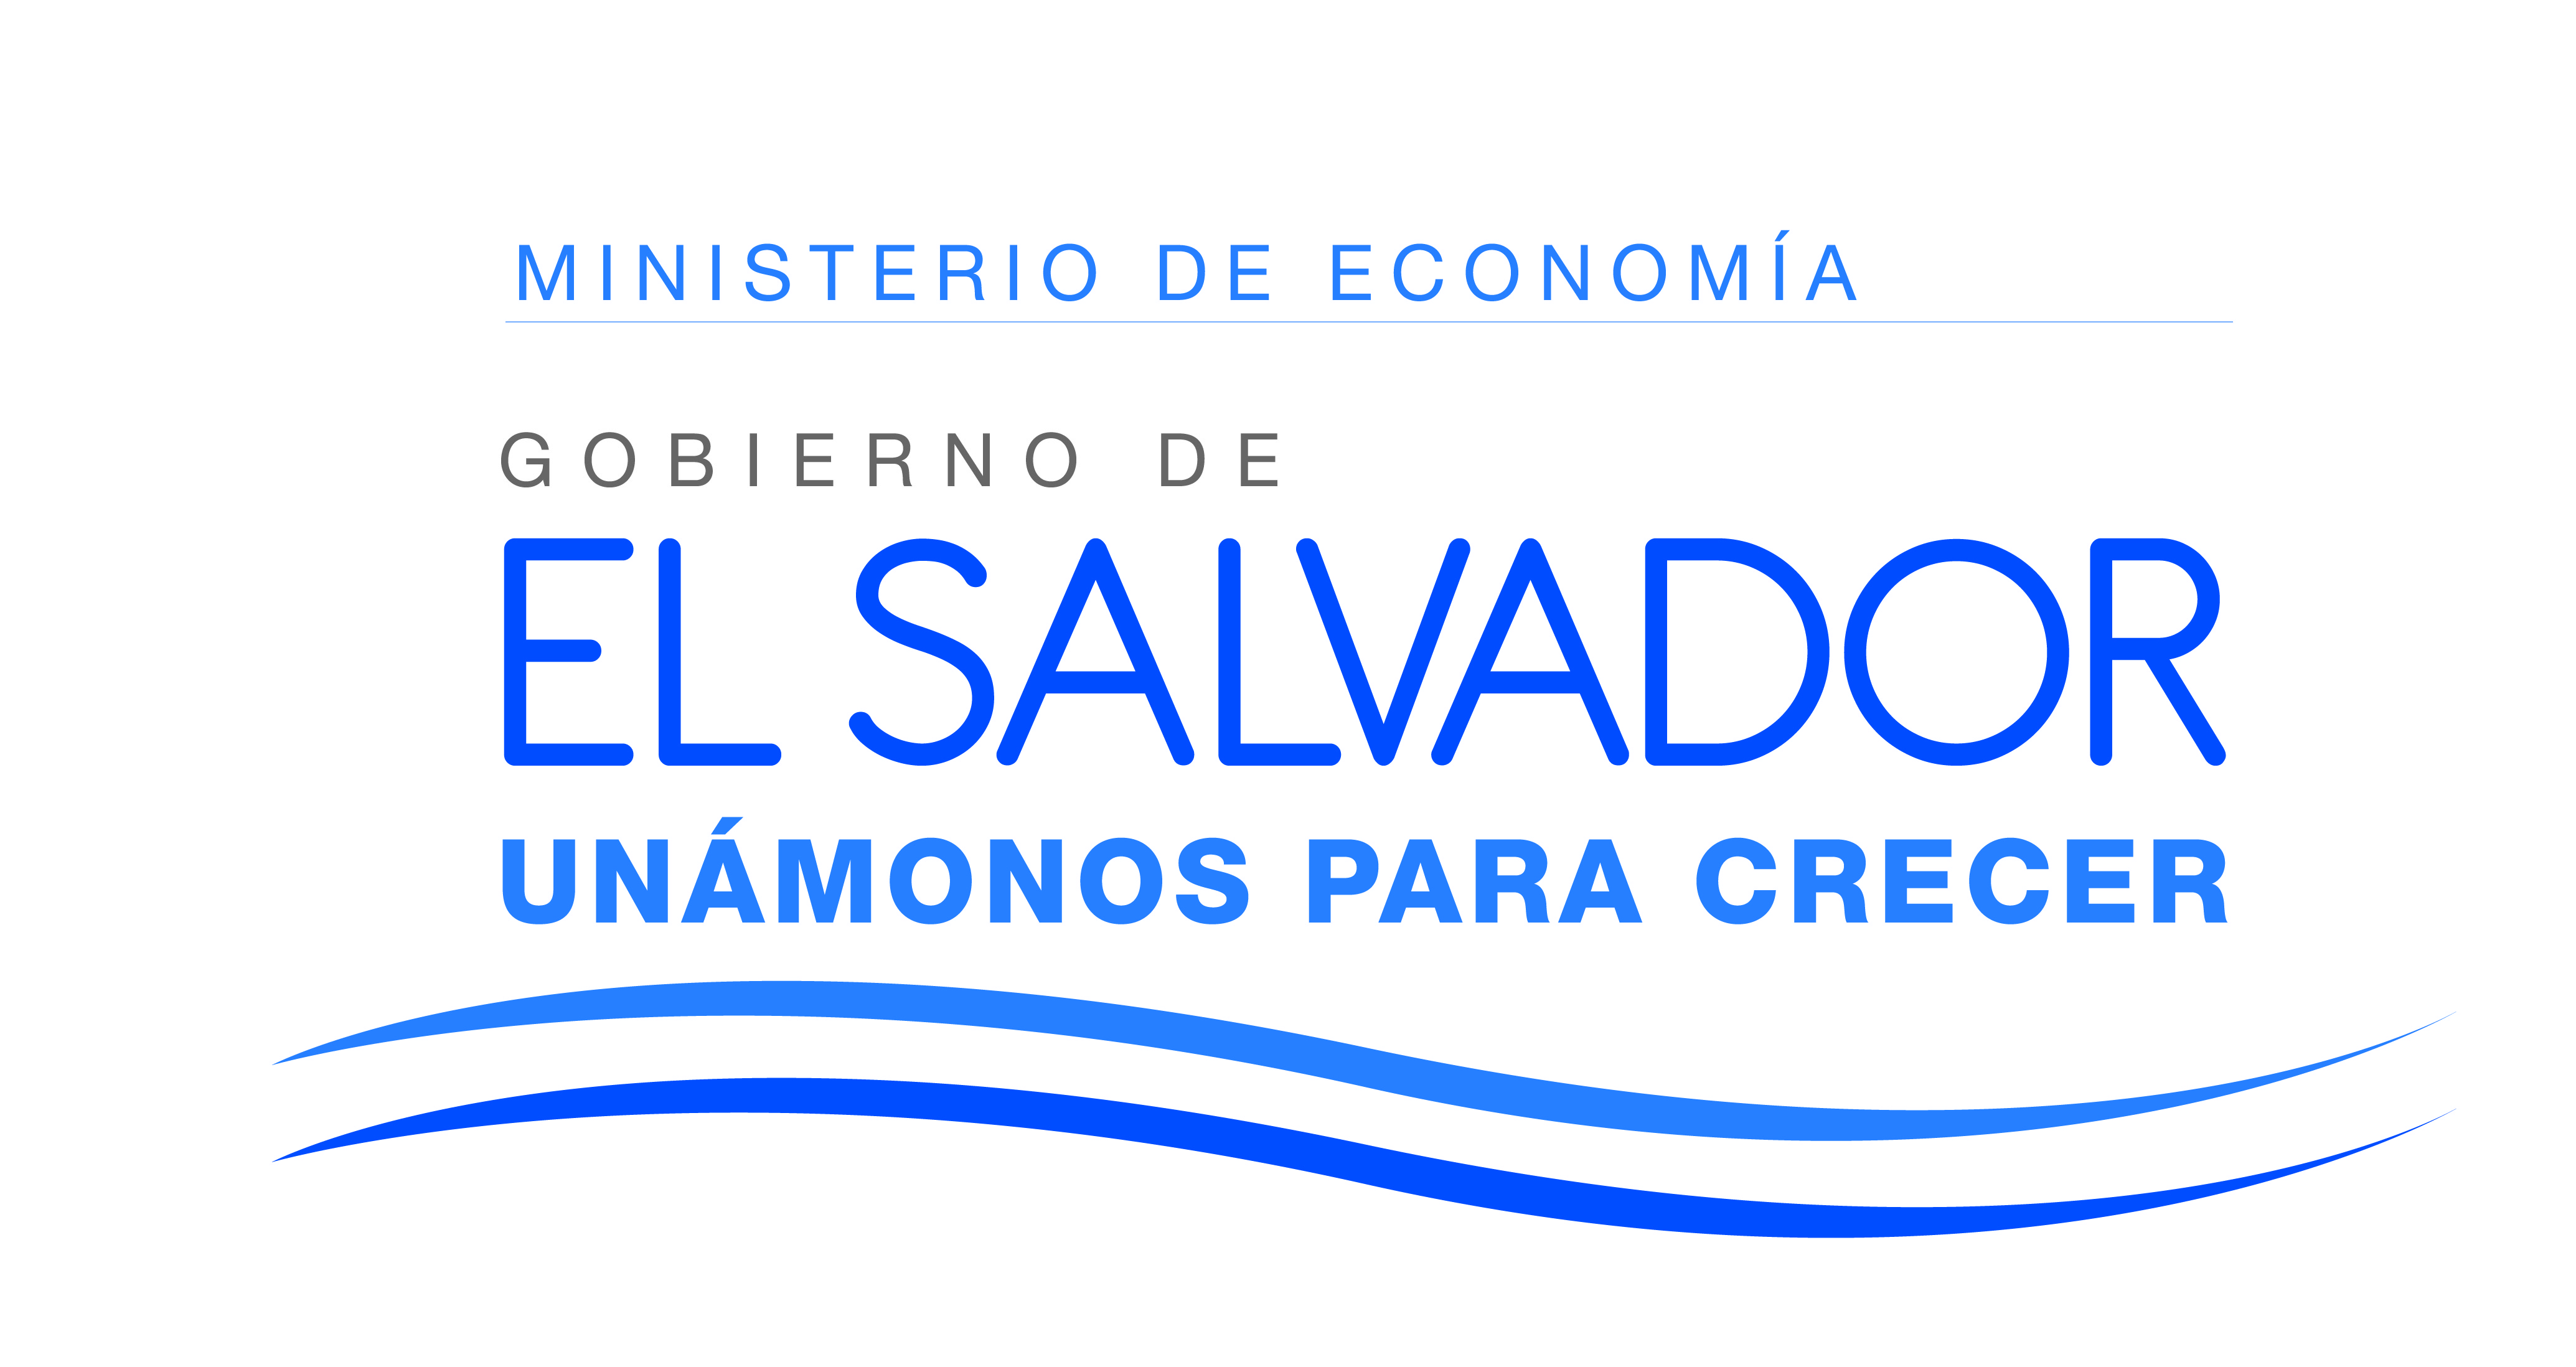 MINISTERIO DE ECONOMÍA
GOBIERNO DE
EL SALVADOR
UNÁMONOS PARA CRECER